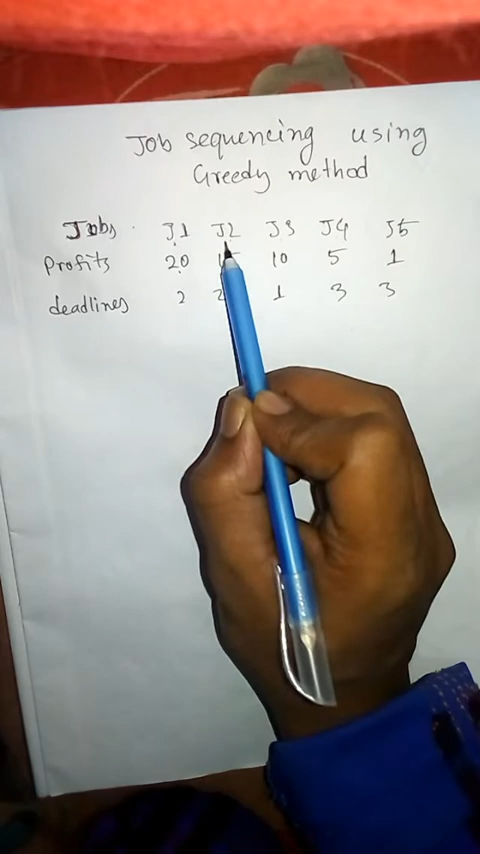 Job sequencing using
Greedy method
Jobs. J1 J2 J3 J4 J5
Profits 20 10 5 1
deadlines 2 2 1 3 3